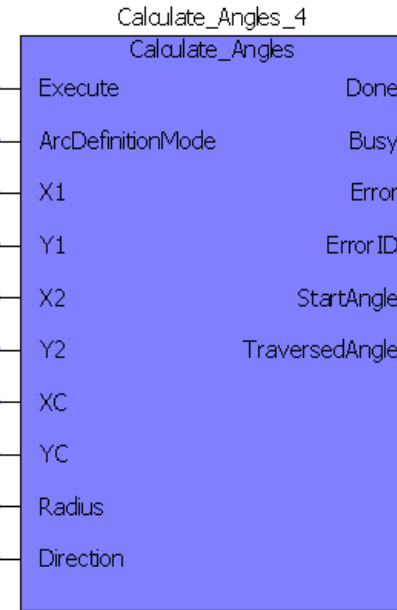 Calculate_Angles_4
Calculate_Angles
Execute Done
ArcDefinitionMode Busy
X1 Error
Y1 ErrorID
X2 StartAngle
Y2 TraversedAngle
XC
YC
Radius
Direction